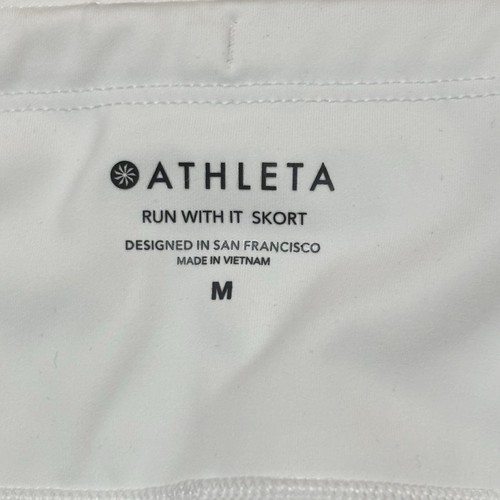 ATHLETA
RUN WITH IT SKORT
DESIGNED IN SAN FRANCISCO
MADE IN VIETNAM
M